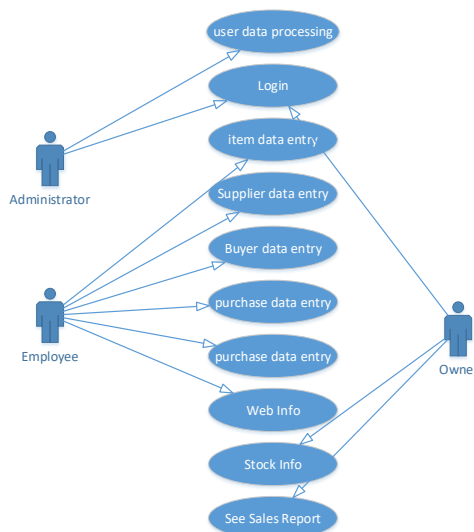 user data processing
Login
item data entry
Administrator
Supplier data entry
Buyer data entry
purchase data entry
Employee
purchase data entry
Owne
Web Info
Stock Info
See Sales Report